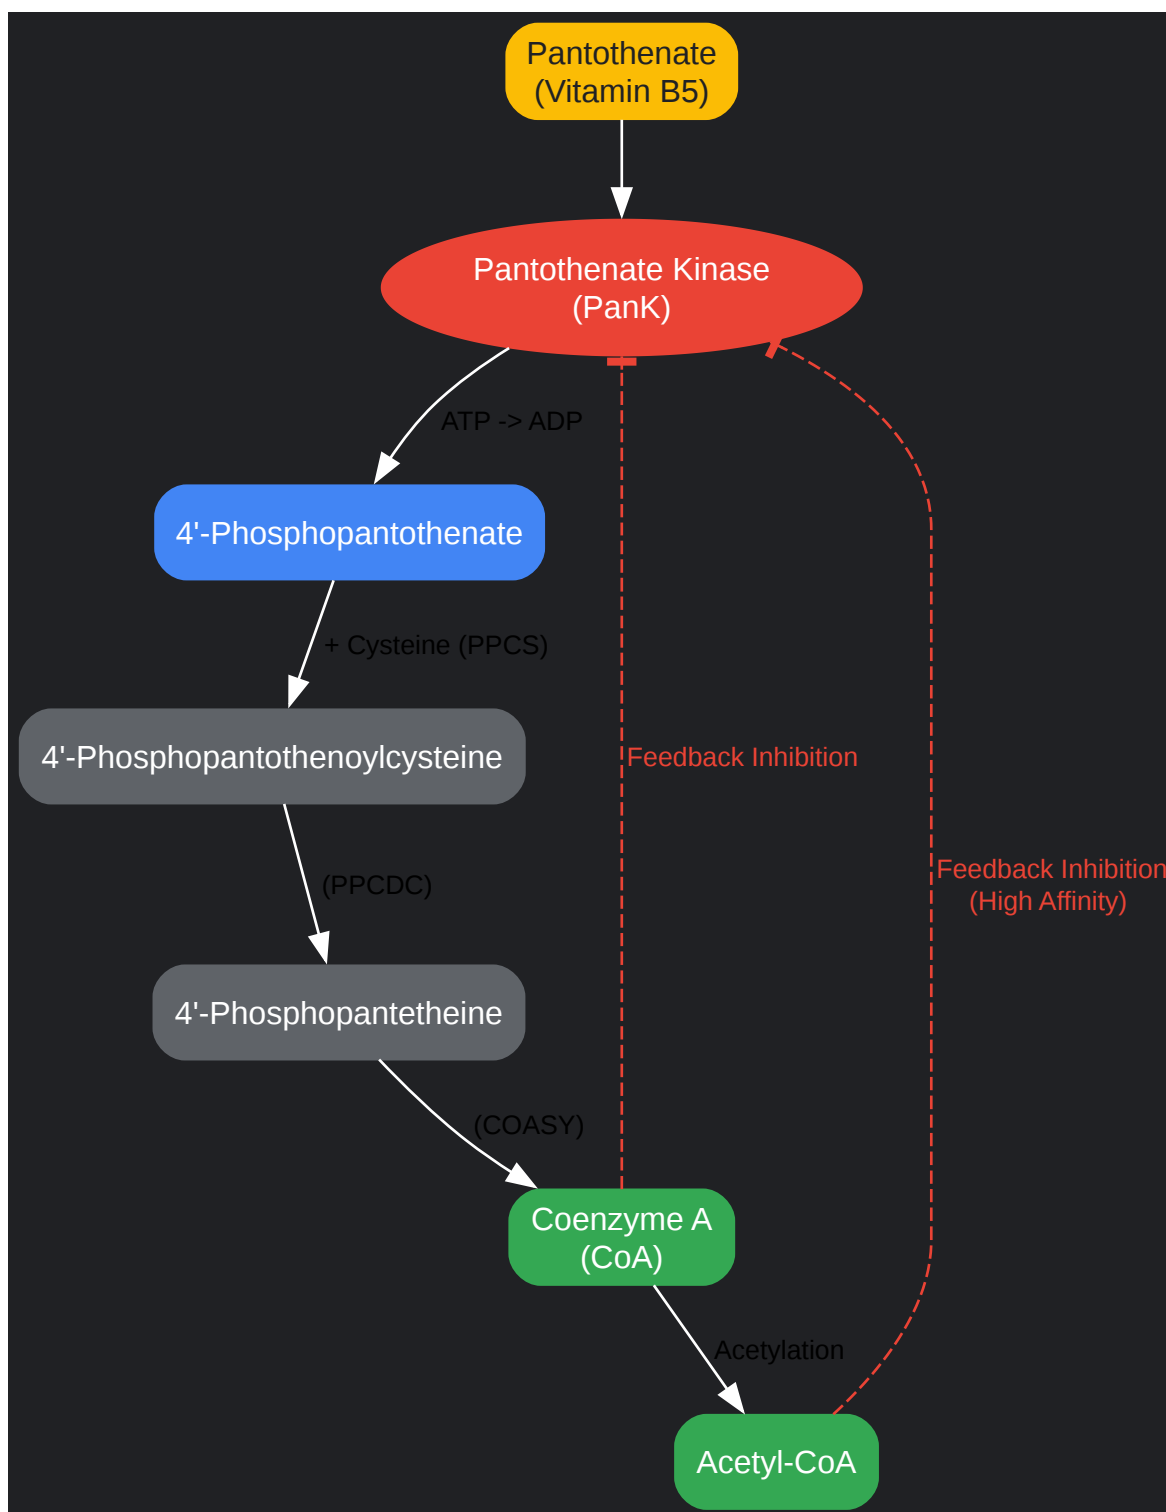 Pantothenate
(Vitamin B5)
Pantothenate Kinase
(PanK)
ATP -> ADP
4'-Phosphopantothenate
+ Cysteine (PPCS)
4'-Phosphopantothenoylcysteine
Feedback Inhibition
(PPCDC)
Feedback Inhibition
(High Affinity)
4'-Phosphopantetheine
(COASY)
Coenzyme A
(CoA)
Acetylation
Acetyl-CoA